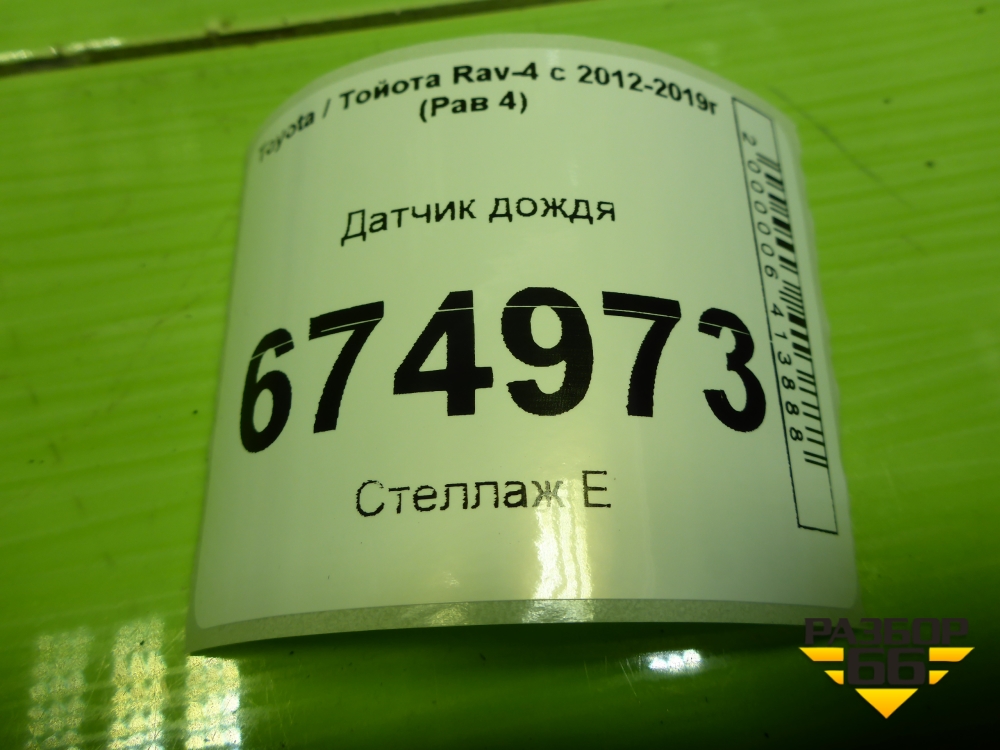 Toyota / Тойота Rav-4 с 2012-2019г
(Рав 4)
Датчик дождя
674973
Стеллаж Е
2000006413888
РАЗБОР
66